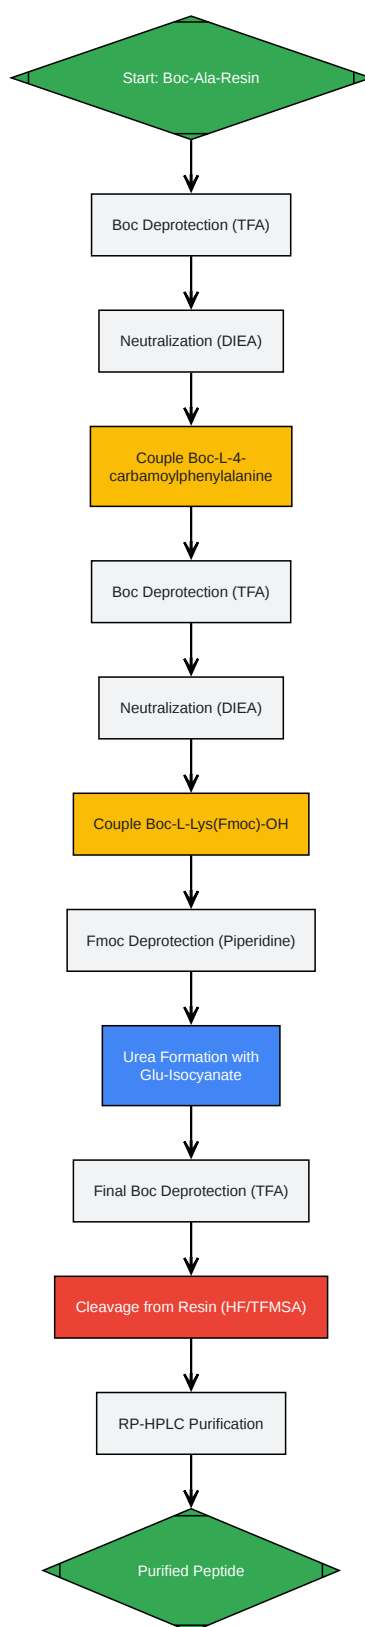 Start: Boc-Ala-Resin
Boc Deprotection (TFA)
Neutralization (DIEA)
Couple Boc-L-4-
carbamoylphenylalanine
Boc Deprotection (TFA)
Neutralization (DIEA)
Couple Boc-L-Lys(Fmoc)-OH
Fmoc Deprotection (Piperidine)
Urea Formation with
Glu-Isocyanate
Final Boc Deprotection (TFA)
Cleavage from Resin (HF/TFMSA)
RP-HPLC Purification
Purified Peptide